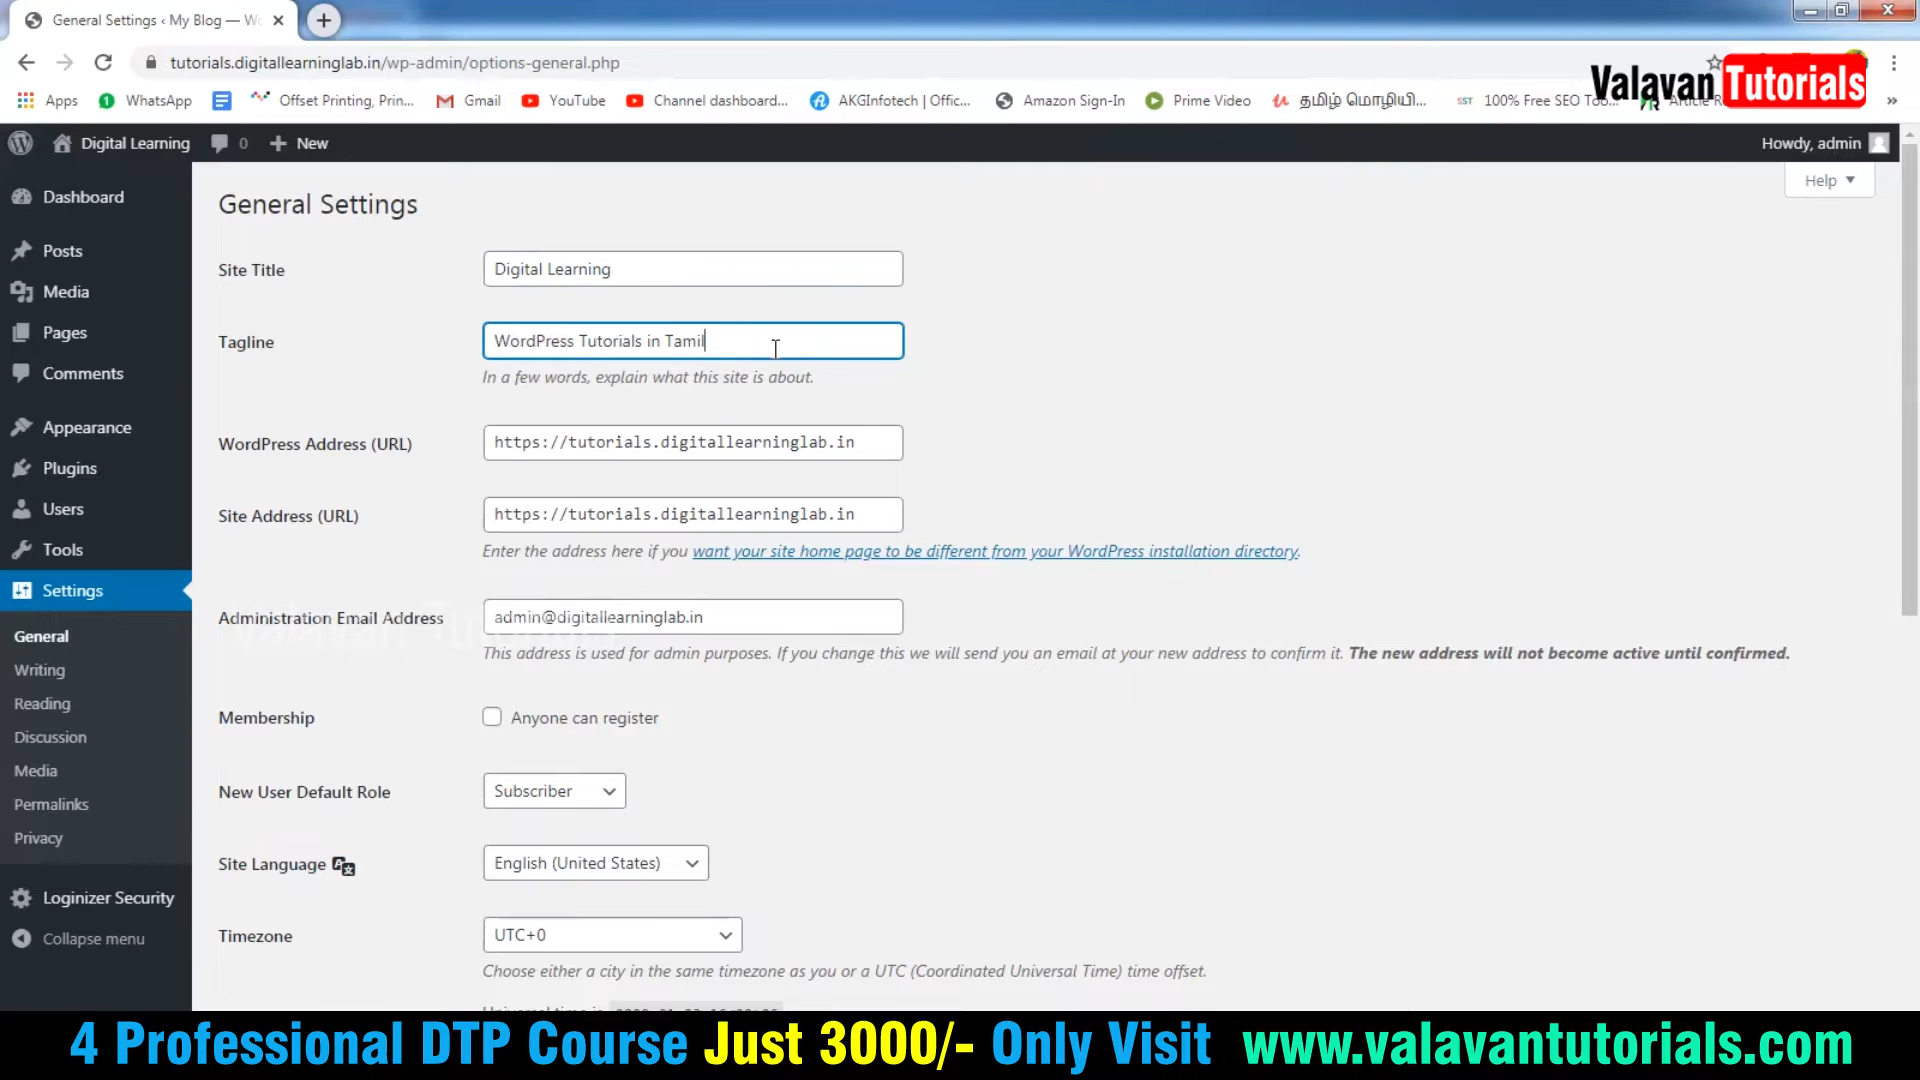 General Settings ‹ My Blog — Wo
tutorials.digitallearninglab.in/wp-admin/options-general.php
Valavan Tutorials
Apps WhatsApp Offset Printing, Prin... Gmail YouTube Channel dashboard... AKGInfotech | Offic... Amazon Sign-In Prime Video தமிழ் மொழியி... SST 100% Free SEO Too... »
Digital Learning 0 New Howdy, admin
Help
Dashboard
Posts
Media
Pages
Comments
Appearance
Plugins
Users
Tools
Settings
General
Writing
Reading
Discussion
Media
Permalinks
Privacy
Loginizer Security
Collapse menu
General Settings
Site Title Digital Learning
Tagline WordPress Tutorials in Tamil
In a few words, explain what this site is about.
WordPress Address (URL) https://tutorials.digitallearninglab.in
Site Address (URL) https://tutorials.digitallearninglab.in
Enter the address here if you want your site home page to be different from your WordPress installation directory.
Administration Email Address admin@digitallearninglab.in
This address is used for admin purposes. If you change this we will send you an email at your new address to confirm it. The new address will not become active until confirmed.
Membership Anyone can register
New User Default Role Subscriber
Site Language English (United States)
Timezone UTC+0
Choose either a city in the same timezone as you or a UTC (Coordinated Universal Time) time offset.
4 Professional DTP Course Just 3000/- Only Visit www.valavantutorials.com